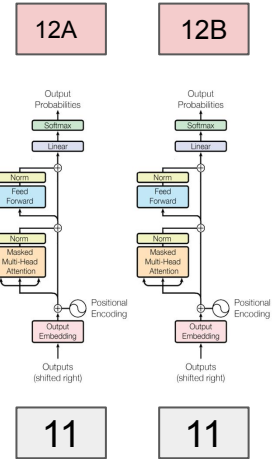 12A
12B
Output
Probabilities
Softmax
Linear
Norm
Feed
Forward
Norm
Masked
Multi-Head
Attention
Positional
Encoding
Output
Embedding
Outputs
(shifted right)
Output
Probabilities
Softmax
Linear
Norm
Feed
Forward
Norm
Masked
Multi-Head
Attention
Positional
Encoding
Output
Embedding
Outputs
(shifted right)
11
11